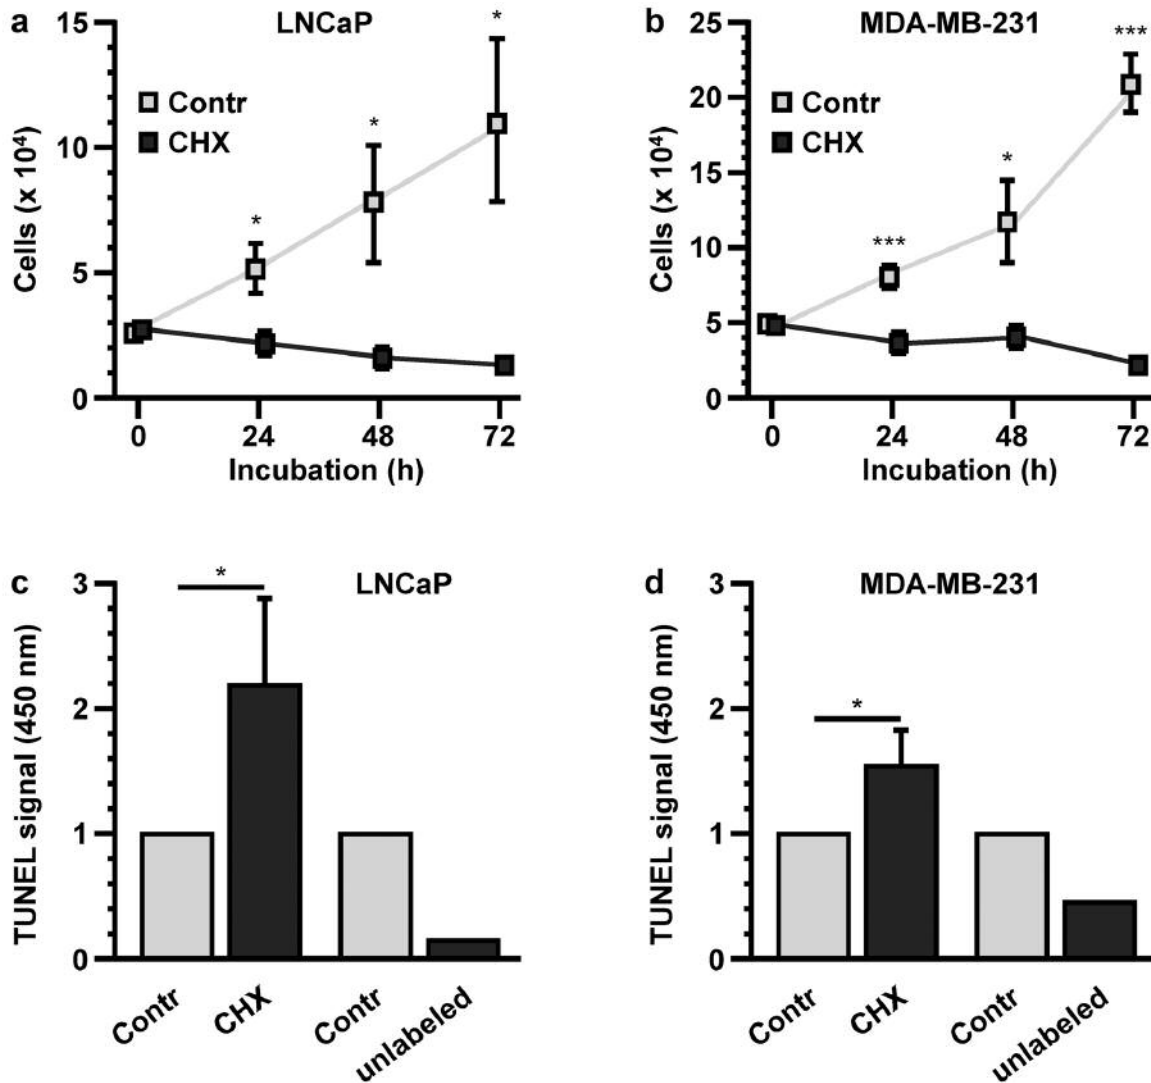 a
LNCaP
15
10
5
0
Cells (x 10⁴)
Contr
CHX
*
*
*
0 24 48 72
Incubation (h)
b
MDA-MB-231
25
20
15
10
5
0
Cells (x 10⁴)
Contr
CHX
***
*
***
0 24 48 72
Incubation (h)
c
LNCaP
3
2
1
0
TUNEL signal (450 nm)
*
Contr
CHX
Contr
unlabeled
d
MDA-MB-231
3
2
1
0
TUNEL signal (450 nm)
*
Contr
CHX
Contr
unlabeled